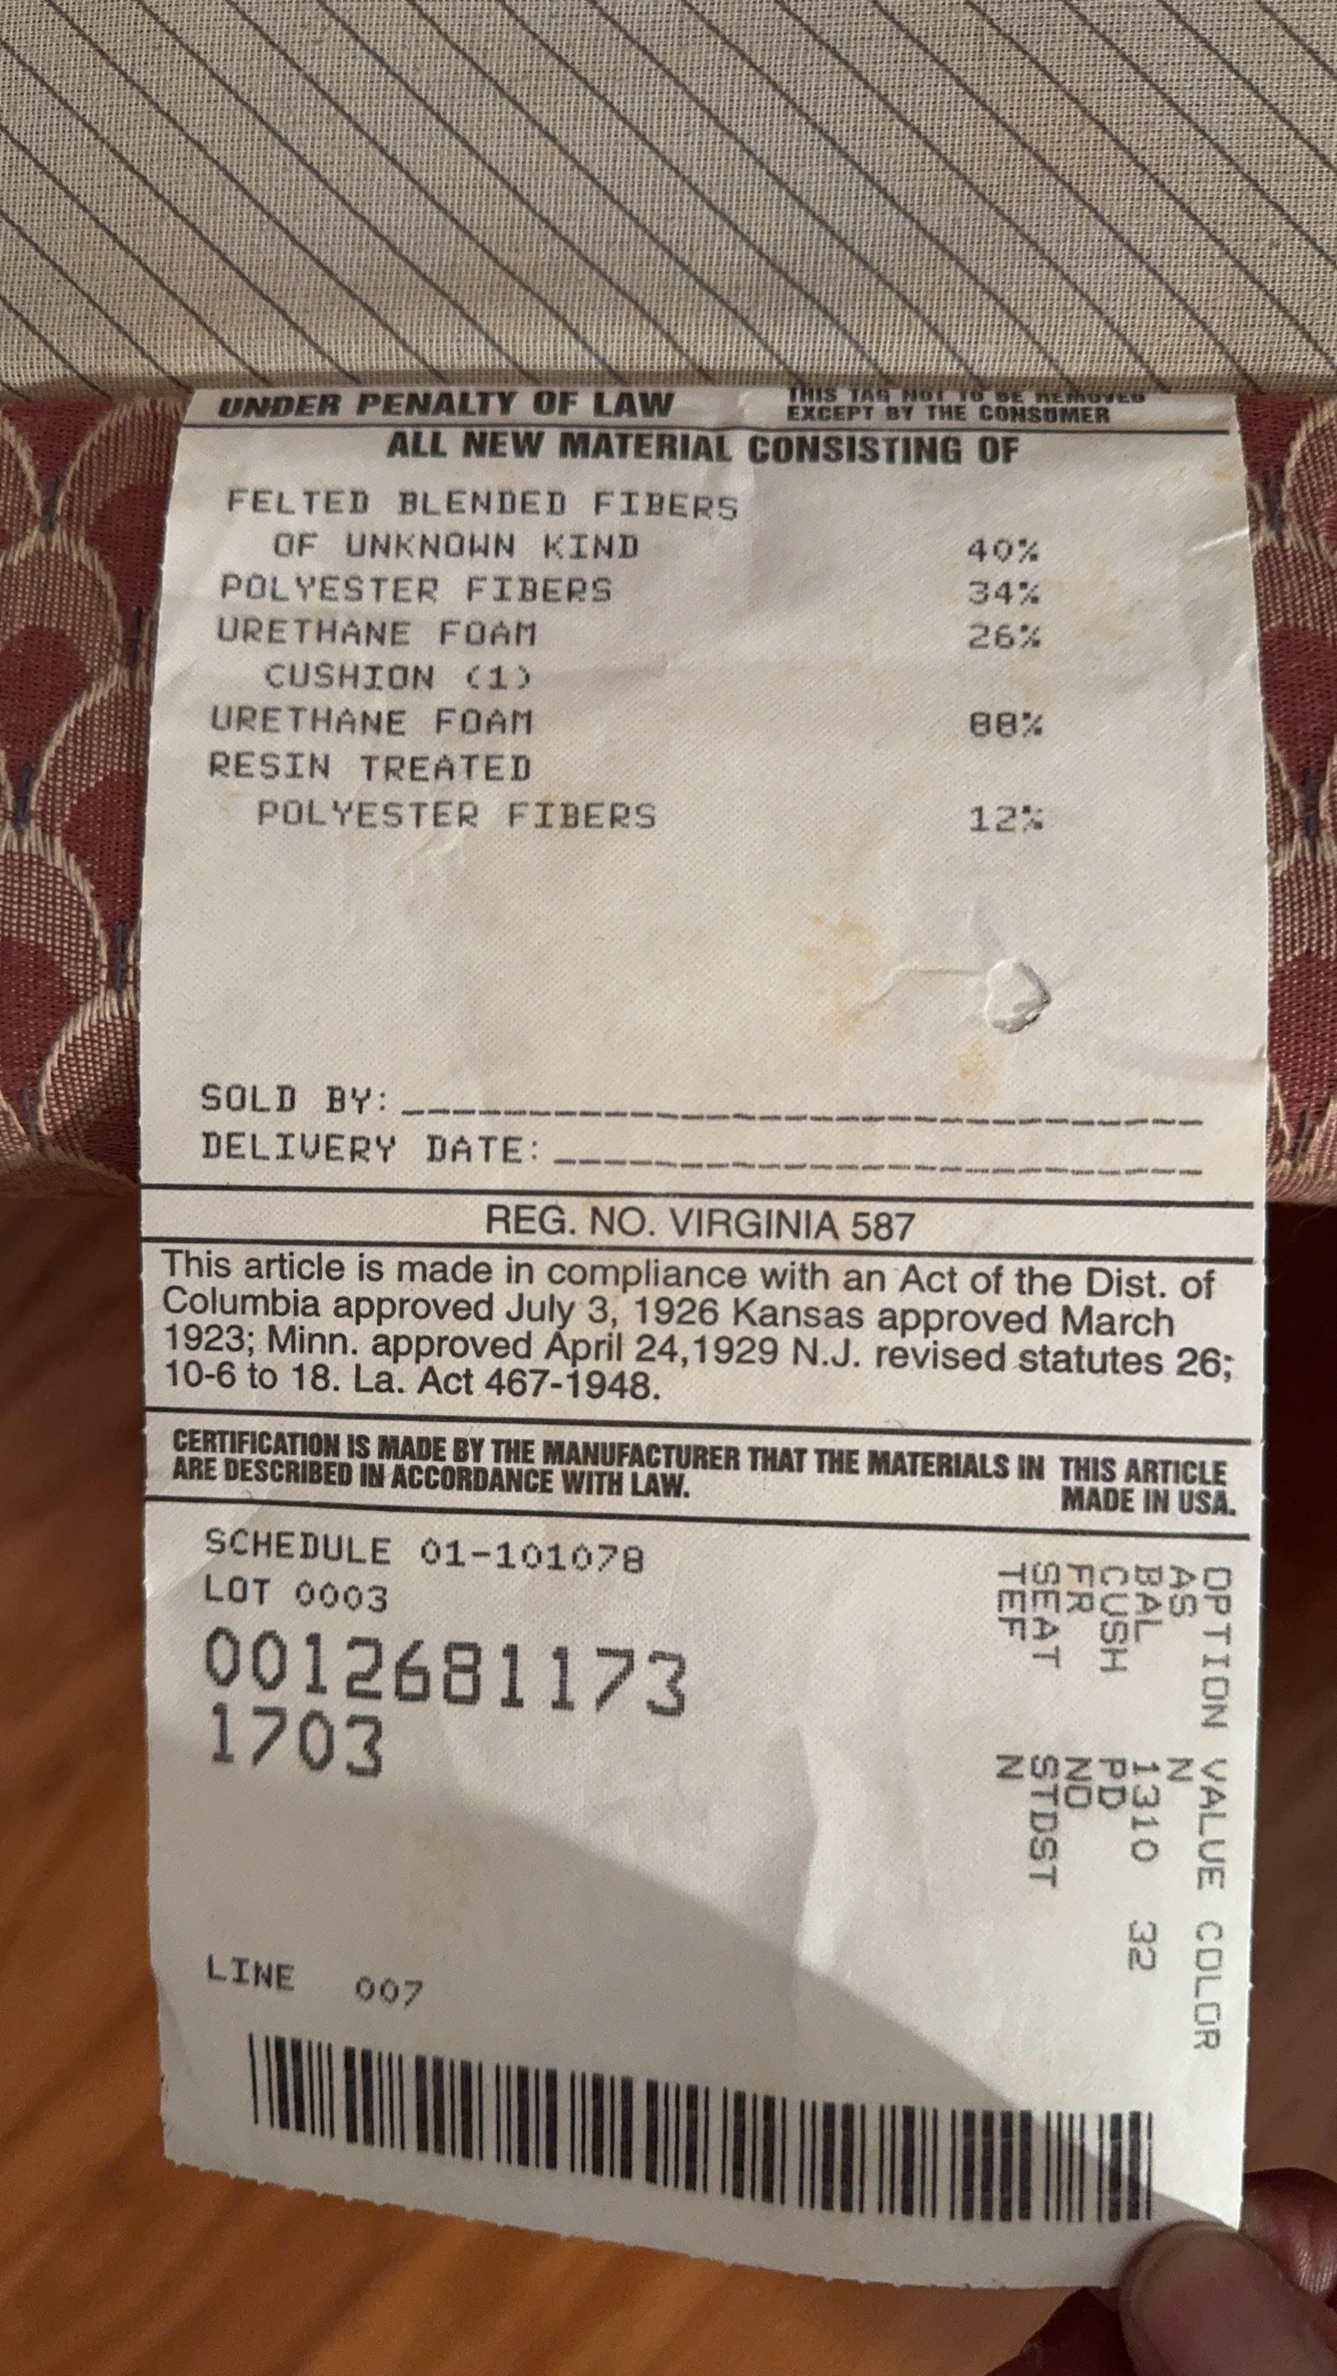 UNDER PENALTY OF LAW
THIS TAG NOT TO BE REMOVED
EXCEPT BY THE CONSUMER
ALL NEW MATERIAL CONSISTING OF
FELTED BLENDED FIBERS
OF UNKNOWN KIND 40%
POLYESTER FIBERS 34%
URETHANE FOAM 26%
CUSHION (1)
URETHANE FOAM 88%
RESIN TREATED
POLYESTER FIBERS 12%
SOLD BY:
DELIVERY DATE:
REG. NO. VIRGINIA 587
This article is made in compliance with an Act of the Dist. of
Columbia approved July 3, 1926 Kansas approved March
1923; Minn. approved April 24,1929 N.J. revised statutes 26;
10-6 to 18. La. Act 467-1948.
CERTIFICATION IS MADE BY THE MANUFACTURER THAT THE MATERIALS IN THIS ARTICLE
ARE DESCRIBED IN ACCORDANCE WITH LAW. MADE IN USA.
SCHEDULE 01-101078
LOT 0003
0012681173
1703
LINE 007
OPTION VALUE COLOR
AS N
BAL 1310 32
CUSH PD
FR NO
SEAT STDST
TEF N